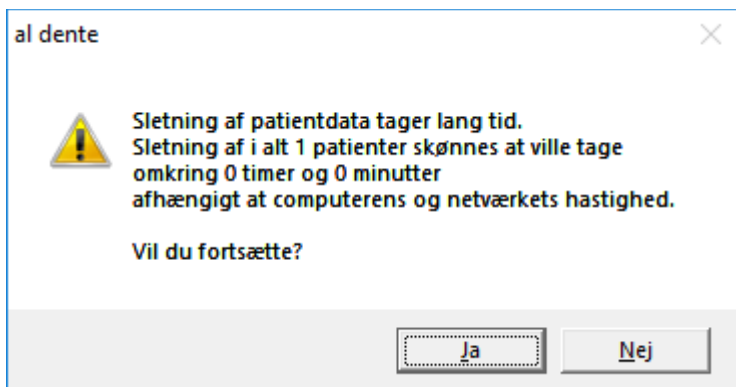 al dente
Sletning af patientdata tager lang tid.
Sletning af i alt 1 patienter skønnes at ville tage
omkring 0 timer og 0 minutter
afhængigt at computerens og netværkets hastighed.
Vil du fortsætte?
Ja
Nej